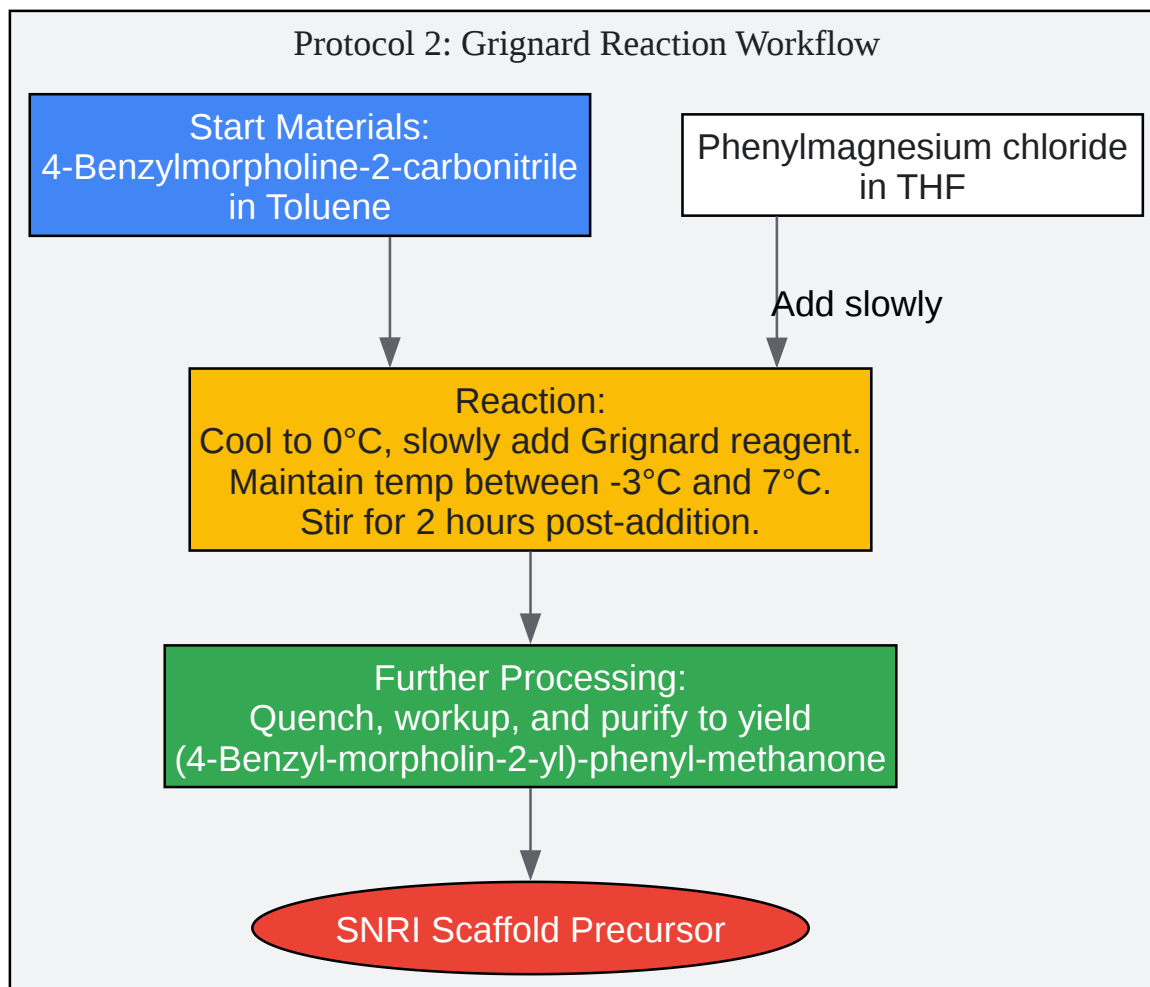 Protocol 2: Grignard Reaction Workflow
Start Materials:
4-Benzylmorpholine-2-carbonitrile
in Toluene
Phenylmagnesium chloride
in THF
Add slowly
Reaction:
Cool to 0°C, slowly add Grignard reagent.
Maintain temp between -3°C and 7°C.
Stir for 2 hours post-addition.
Further Processing:
Quench, workup, and purify to yield
(4-Benzyl-morpholin-2-yl)-phenyl-methanone
SNRI Scaffold Precursor